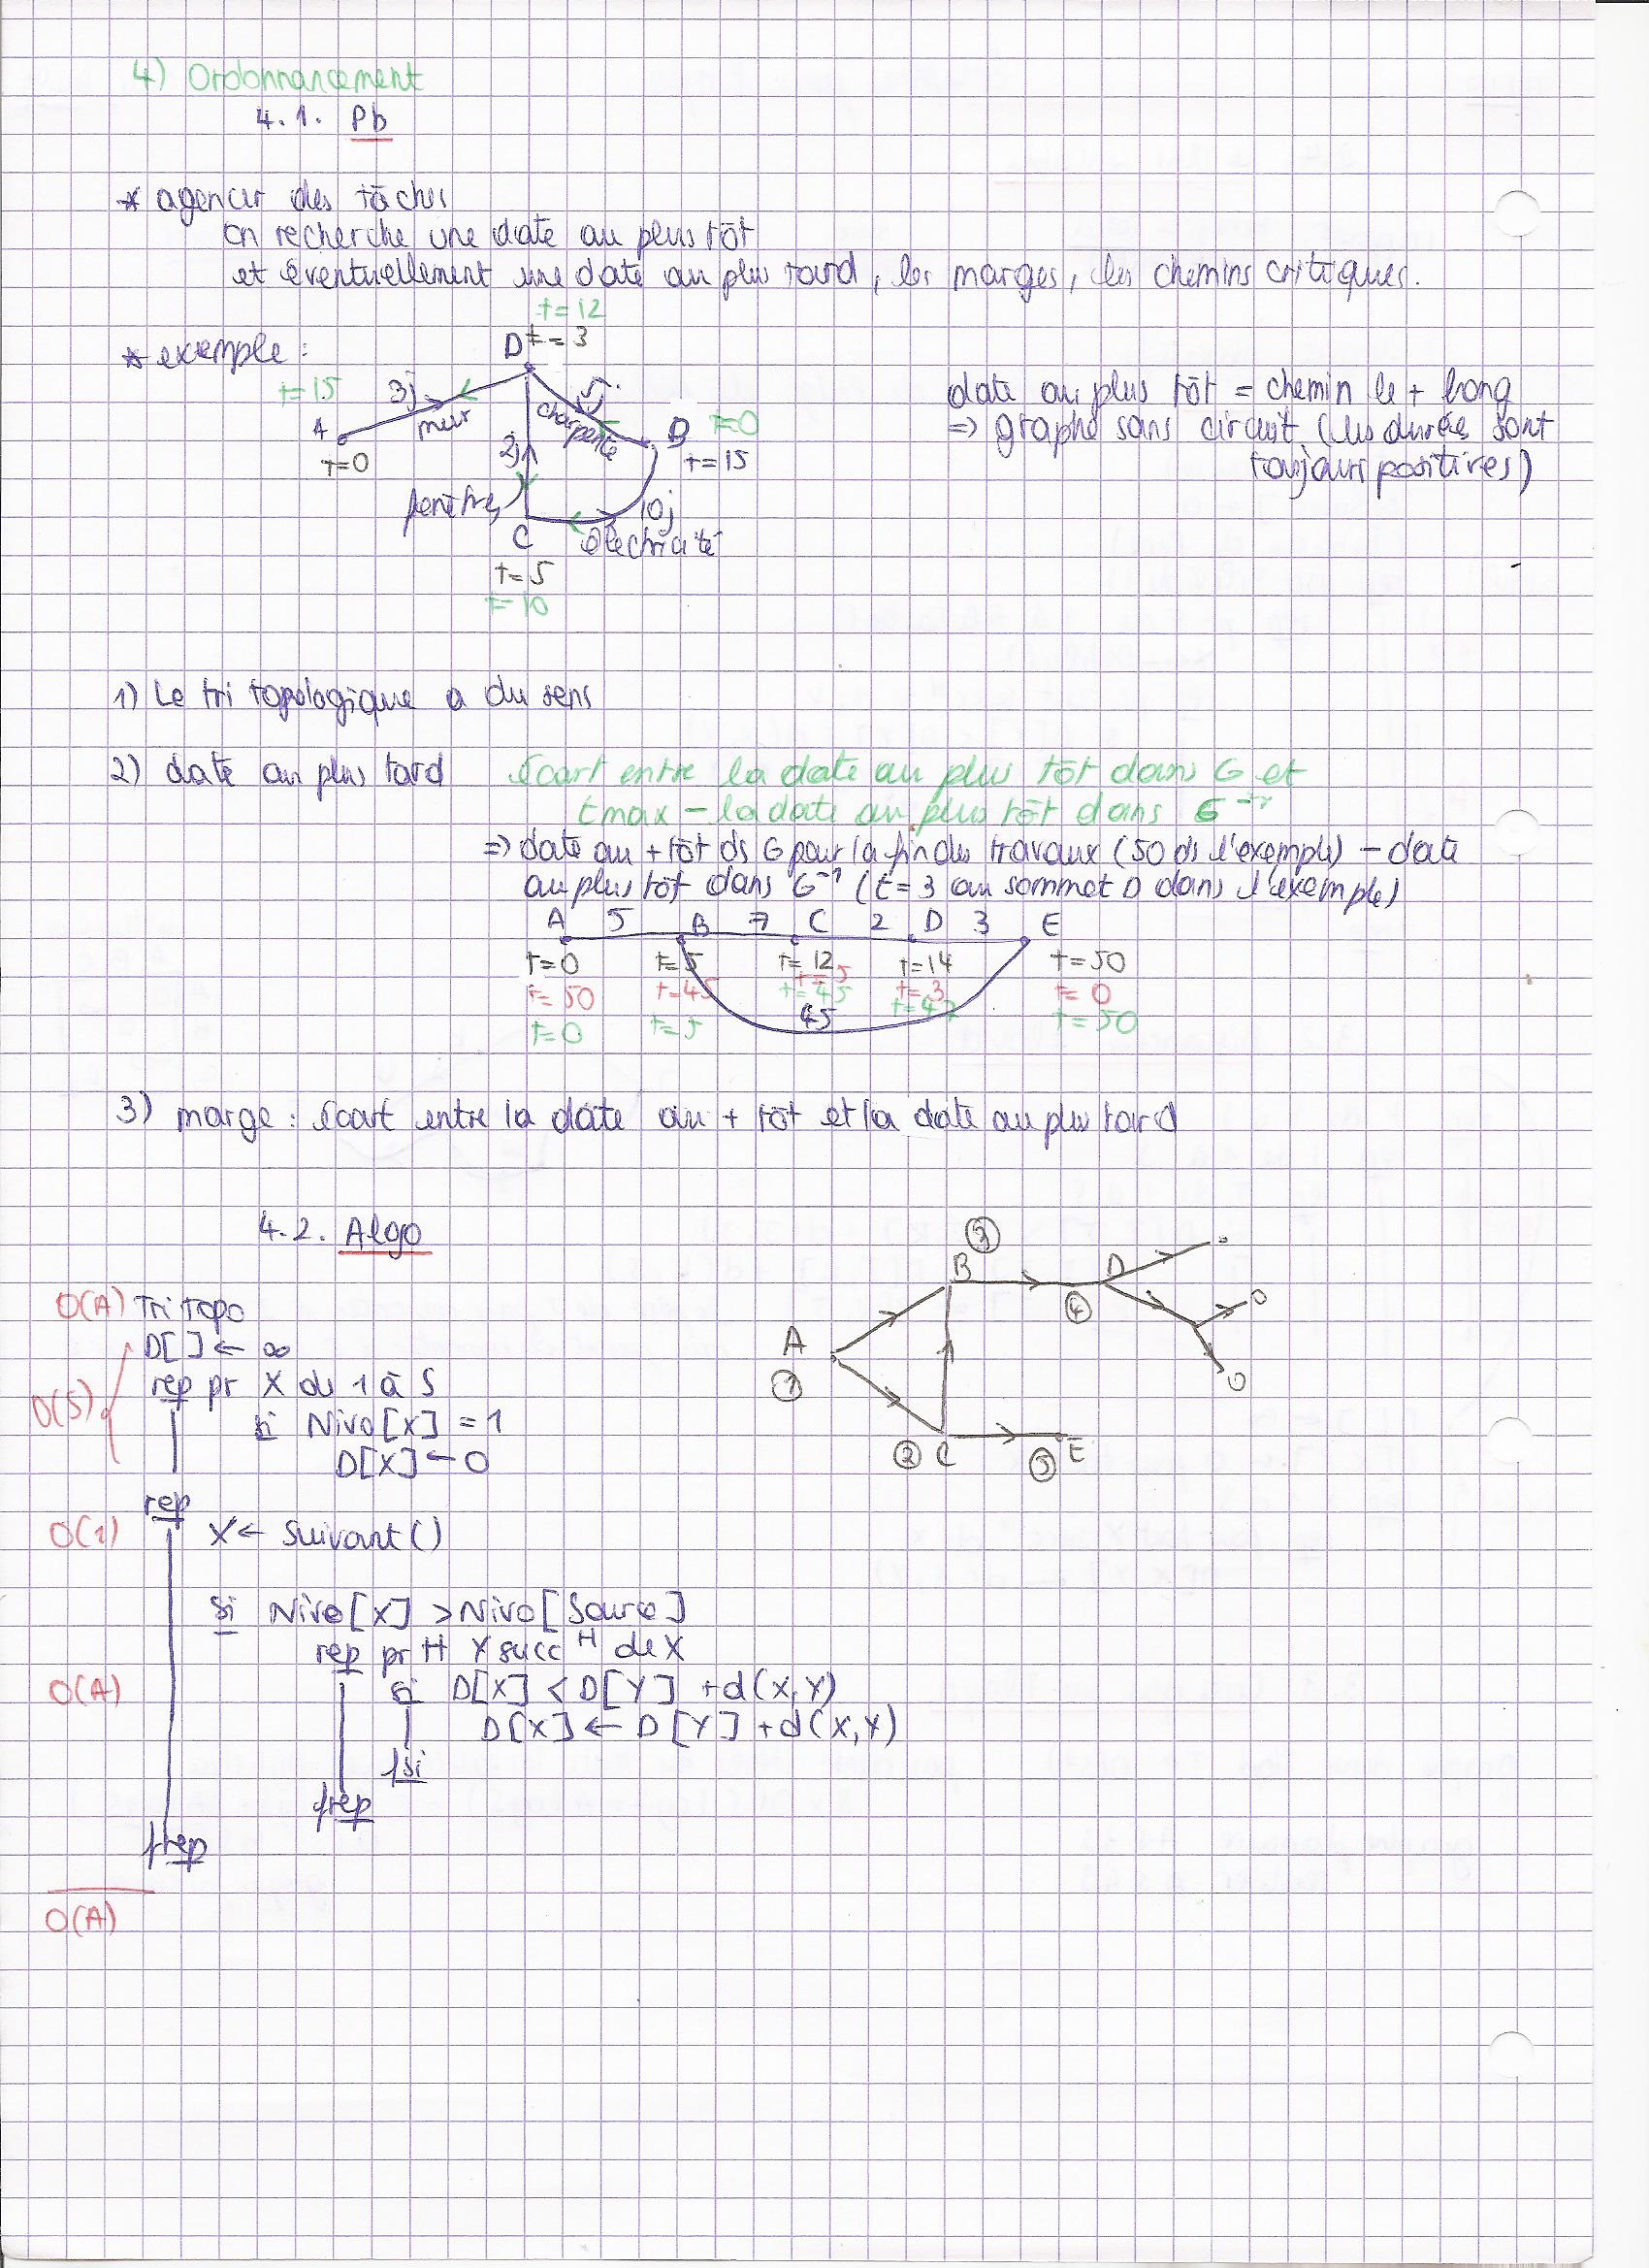 4) Ordonnancement
4.1. Pb
* agencer des tâches
on recherche une date au plus tôt
et éventuellement une date au plus tard, les marges, les chemins critiques.
* exemple :
t=12
D t=3
t=15
3j
mur
A
t=0
5j
charpente
B t=0
t=15
2j
fenêtres
10j
électricité
C
t=5
t=10
date au plus tôt = chemin le + long
=> graphe sans circuit (les durées sont
toujours positives)
1) Le tri topologique a du sens
2) date au plus tard écart entre la date au plus tôt dans G et
tmax - la date au plus tôt dans G⁻¹
=> date au + tôt ds G pour la fin des travaux (50 ds l'exemple) - date
au plus tôt dans G⁻¹ (t=3 au sommet D dans l'exemple)
A 5 B 7 C 2 D 3 E
t=0 t=5 t=12 t=14 t=50
t=50 t=45 t=5 t=3 t=0
t=0 t=5 t=45 t=47 t=50
45
3) marge : écart entre la date au + tôt et la date au plus tard
4.2. Algo
O(A) Tri topo
D[] ← ∞
rep pr X de 1 à S
O(S)
si Nivo[X] = 1
D[X] ← 0
rep
O(1) X ← Suivant()
si Nivo[X] > Nivo[Source]
rep pr tt Y succ^tt de X
O(A) si D[X] < D[Y] + d(X,Y)
D[X] ← D[Y] + d(X,Y)
fsi
frep
frep
O(A)
3
B D
4
A
1
2 C 5 E